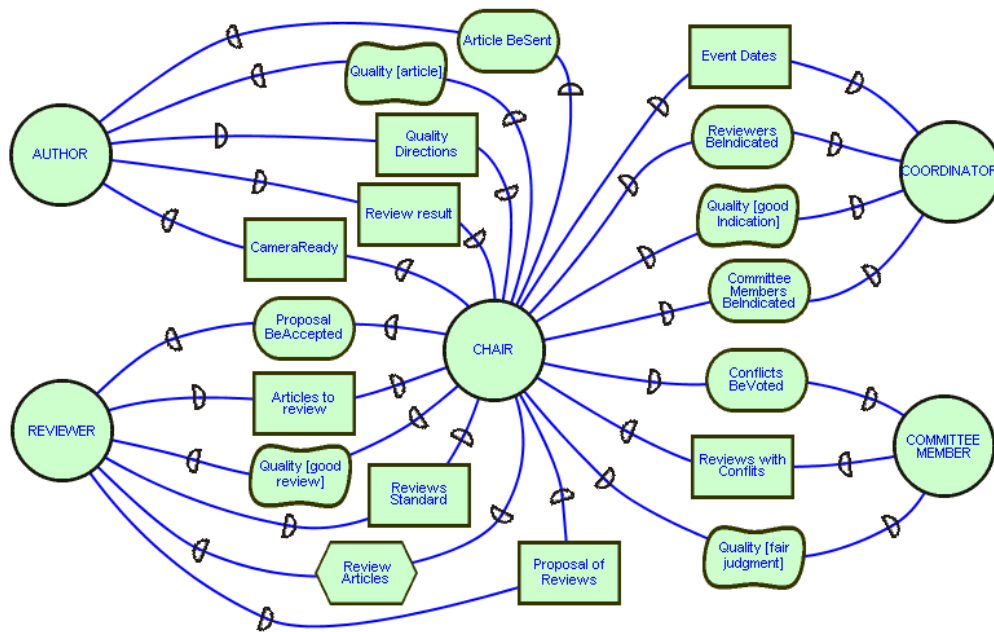 Article BeSent
Event Dates
Quality [article]
Reviewers
BeIndicated
AUTHOR
Quality
Directions
COORDINATOR
Review result
Quality [good
Indication]
CameraReady
Committee
Members
BeIndicated
Proposal
BeAccepted
CHAIR
Conflicts
BeVoted
Articles to
review
REVIEWER
COMMITTEE
MEMBER
Quality [good
review]
Reviews
Standard
Reviews with
Conflits
Review
Articles
Proposal of
Reviews
Quality [fair
judgment]